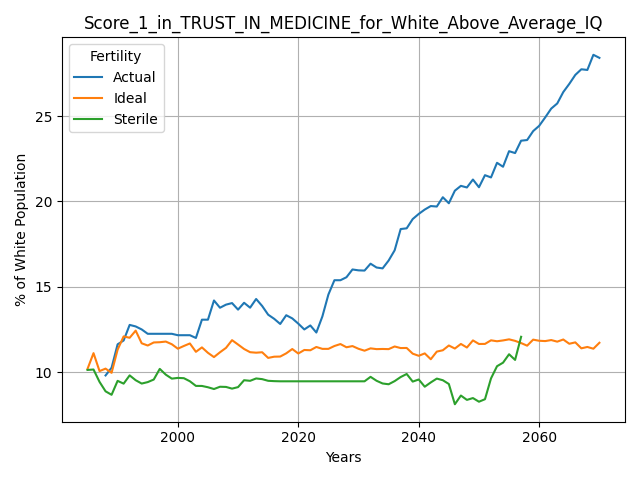 Score_1_in_TRUST_IN_MEDICINE_for_White_Above_Average_IQ
Fertility
Actual
Ideal
Sterile
% of White Population
25
20
15
10
2000 2020 2040 2060
Years